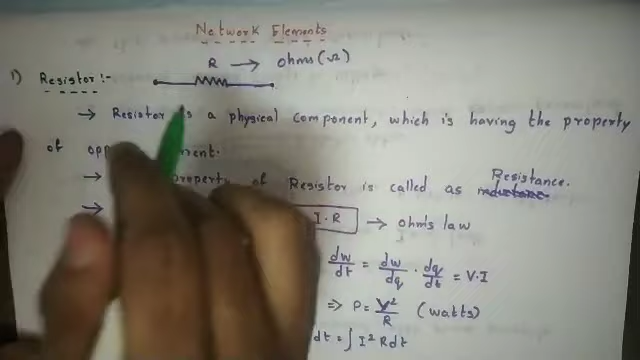 Network Elements
R → ohms (Ω)
1) Resistor :-
→ Resistor is a physical component, which is having the property
of
→ property of Resistor is called as Resistance.
→ I.R → ohm's law
dw/dt = dw/dq . dq/dt = V.I
⇒ P = V²/R (watts)
dt = ∫ I² R dt